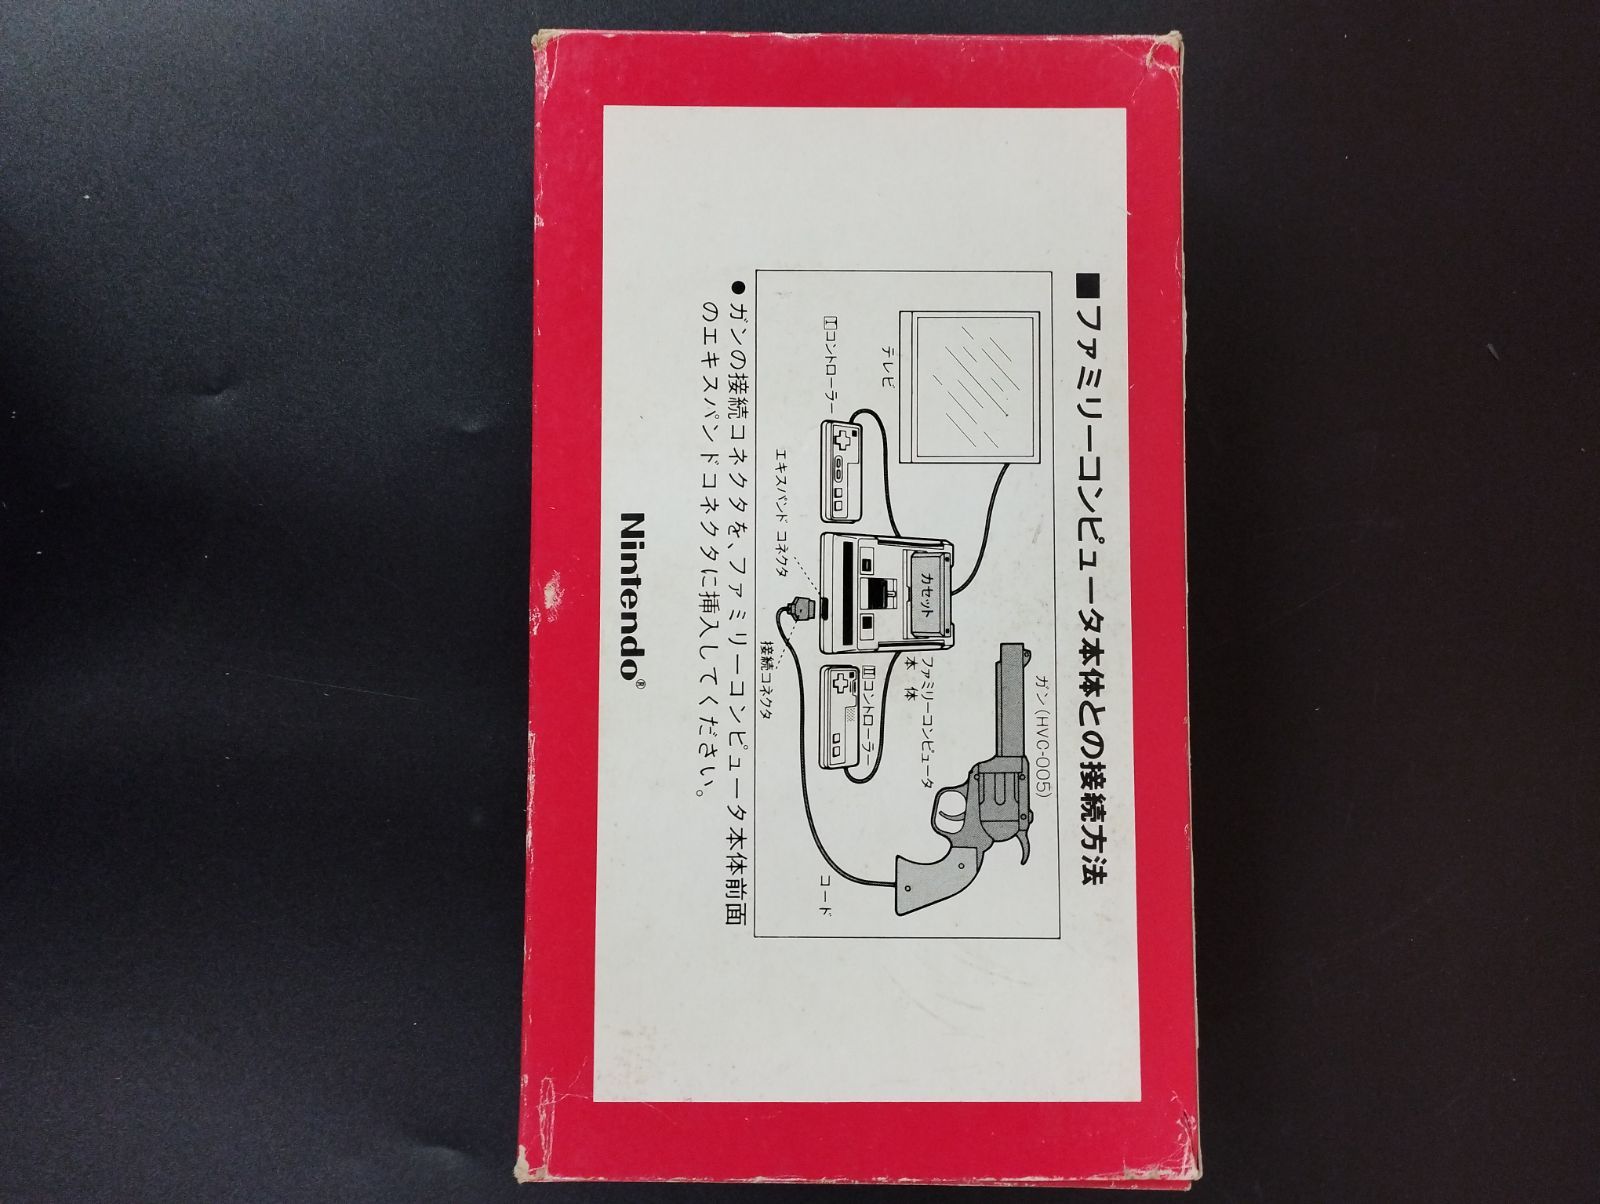 ■ファミリーコンピュータ本体との接続方法
テレビ
Ⅰコントローラー
エキスパンド コネクタ
カセット
接続コネクタ
Ⅱコントローラー
ファミリーコンピュータ
本 体
ガン(HVC-005)
コード
●ガンの接続コネクタを、ファミリーコンピュータ本体前面
のエキスパンドコネクタに挿入してください。
Nintendo®